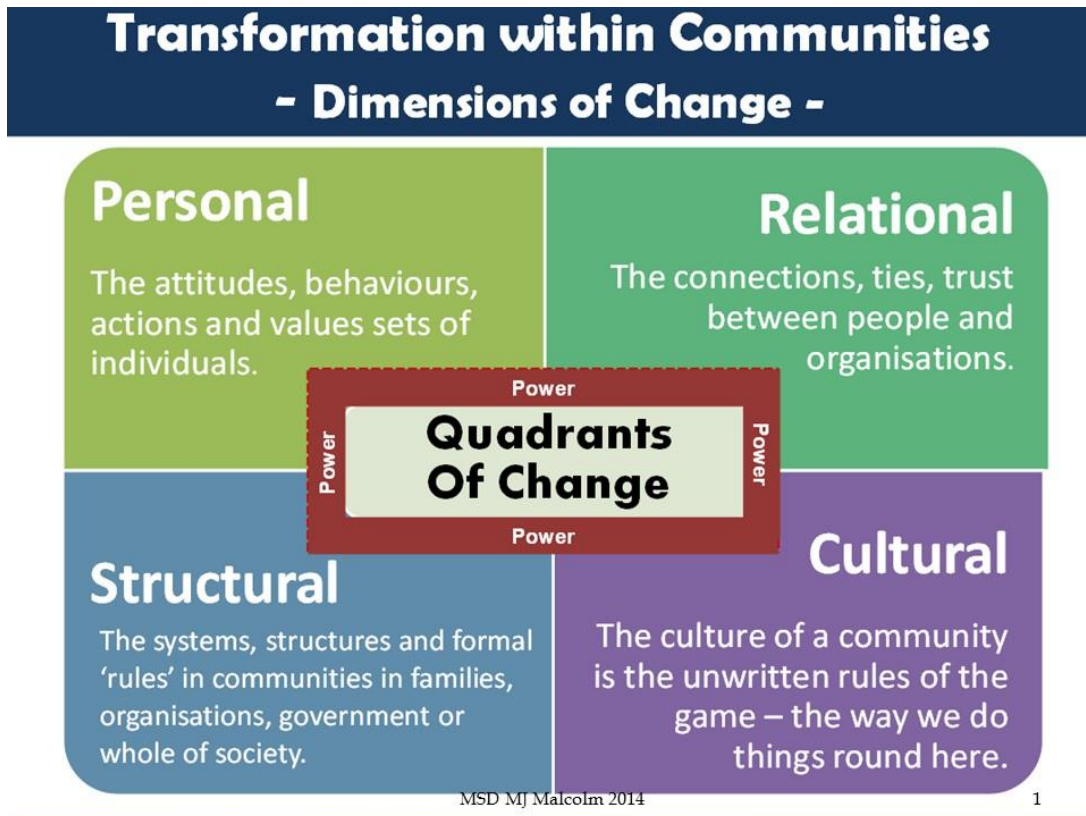 Transformation within Communities
- Dimensions of Change -
Personal
The attitudes, behaviours,
actions and values sets of
individuals.
Relational
The connections, ties, trust
between people and
organisations.
Power
Power
Quadrants
Of Change
Power
Power
Structural
The systems, structures and formal
‘rules’ in communities in families,
organisations, government or
whole of society.
Cultural
The culture of a community
is the unwritten rules of the
game – the way we do
things round here.
MSD MJ Malcolm 2014
1